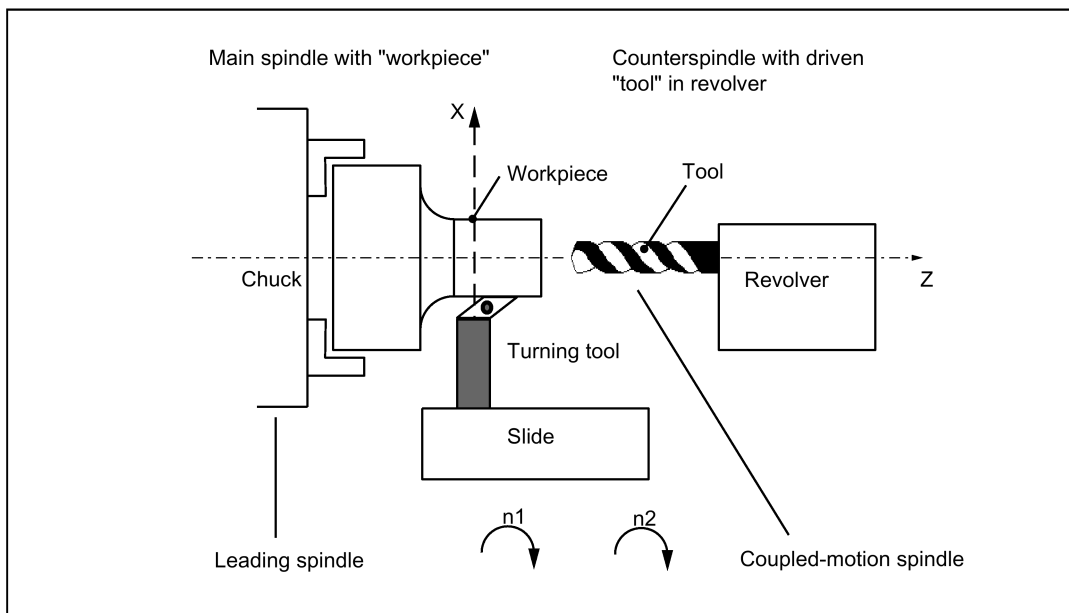 Main spindle with "workpiece"
Counterspindle with driven
"tool" in revolver
X
Workpiece
Tool
Chuck
Revolver
Z
Turning tool
Slide
n1
n2
Leading spindle
Coupled-motion spindle